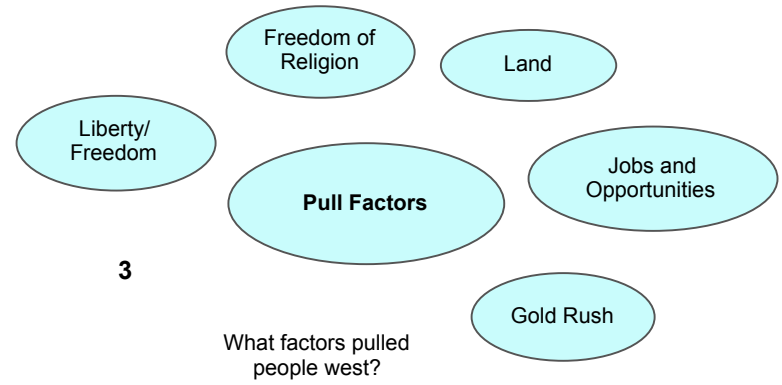 Freedom of
Religion
Land
Liberty/
Freedom
Jobs and
Opportunities
Pull Factors
3
Gold Rush
What factors pulled
people west?